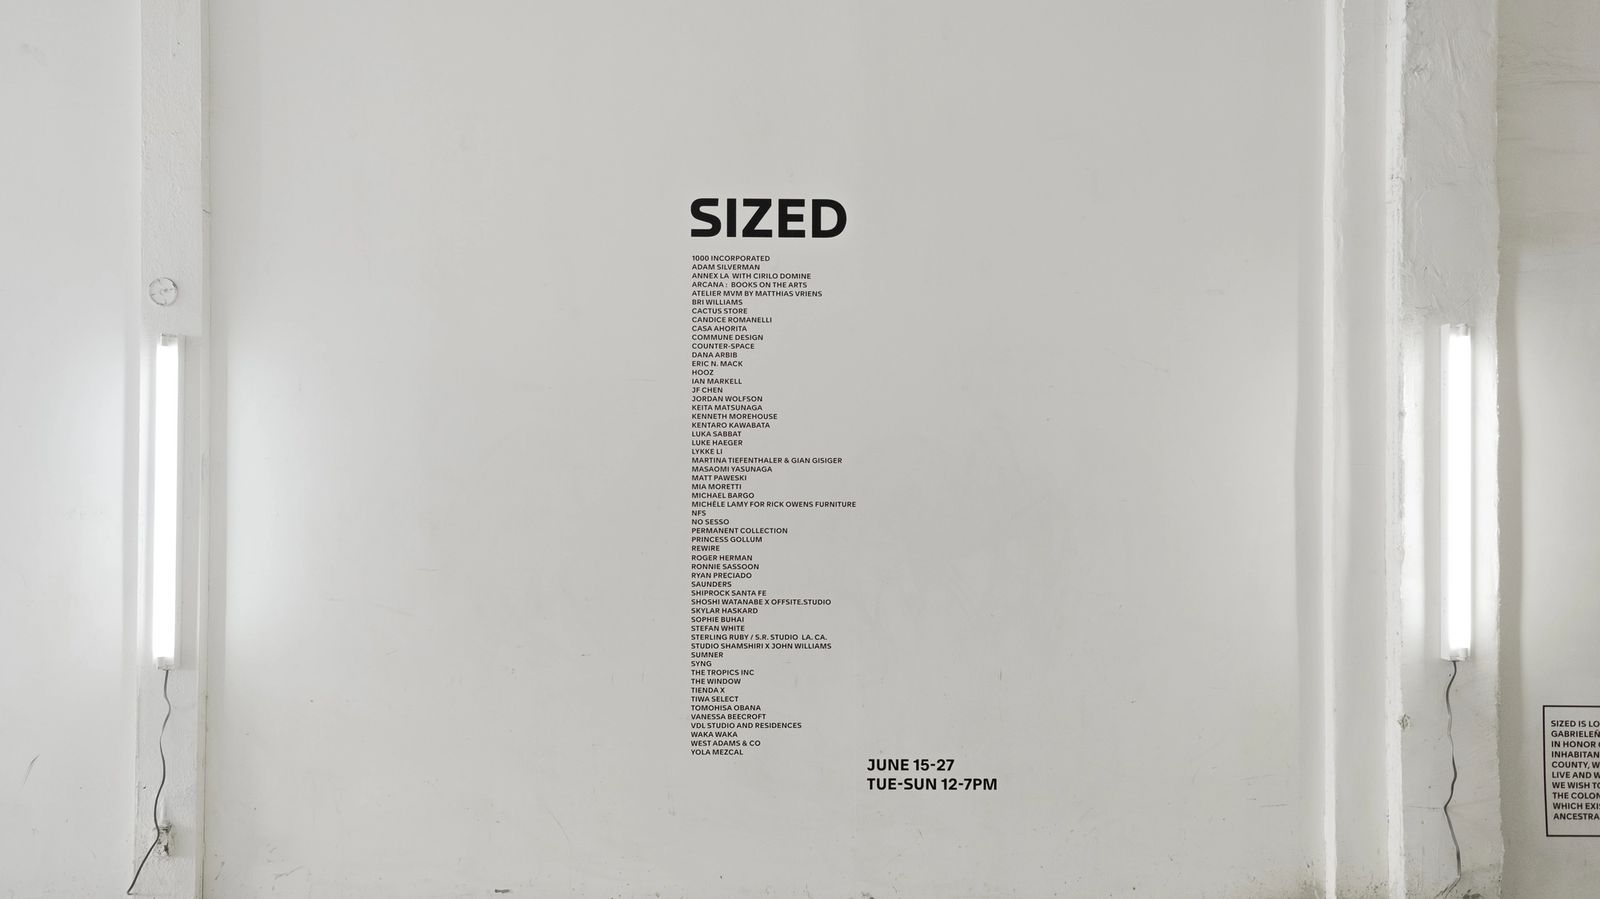 SIZED
1000 INCORPORATED
ADAM SILVERMAN
ANNEX LA WITH CIRILO DOMINE
ARCANA : BOOKS ON THE ARTS
ATELIER MVM BY MATTHIAS VRIENS
BRI WILLIAMS
CACTUS STORE
CANDICE ROMANELLI
CASA AHORITA
COMMUNE DESIGN
COUNTER-SPACE
DANA ARBIB
ERIC N. MACK
HOOZ
IAN MARKELL
JF CHEN
JORDAN WOLFSON
KEITA MATSUNAGA
KENNETH MOREHOUSE
KENTARO KAWABATA
LUKA SABBAT
LUKE HAEGER
LYKKE LI
MARTINA TIEFENTHALER & GIAN GISIGER
MASAOMI YASUNAGA
MATT PAWESKI
MIA MORETTI
MICHAEL BARGO
MICHÈLE LAMY FOR RICK OWENS FURNITURE
NFS
NO SESSO
PERMANENT COLLECTION
PRINCESS GOLLUM
REWIRE
ROGER HERMAN
RONNIE SASSOON
RYAN PRECIADO
SAUNDERS
SHIPROCK SANTA FE
SHOSHI WATANABE X OFFSITE.STUDIO
SKYLAR HASKARD
SOPHIE BUHAI
STEFAN WHITE
STERLING RUBY / S.R. STUDIO LA. CA.
STUDIO SHAMSHIRI X JOHN WILLIAMS
SUMNER
SYNG
THE TROPICS INC
THE WINDOW
TIENDA X
TIWA SELECT
TOMOHISA OBANA
VANESSA BEECROFT
VDL STUDIO AND RESIDENCES
WAKA WAKA
WEST ADAMS & CO
YOLA MEZCAL
JUNE 15-27
TUE-SUN 12-7PM
SIZED IS LO
GABRIELEÑ
IN HONOR
INHABITAN
COUNTY, W
LIVE AND W
WE WISH TO
THE COLON
WHICH EXI
ANCESTRA